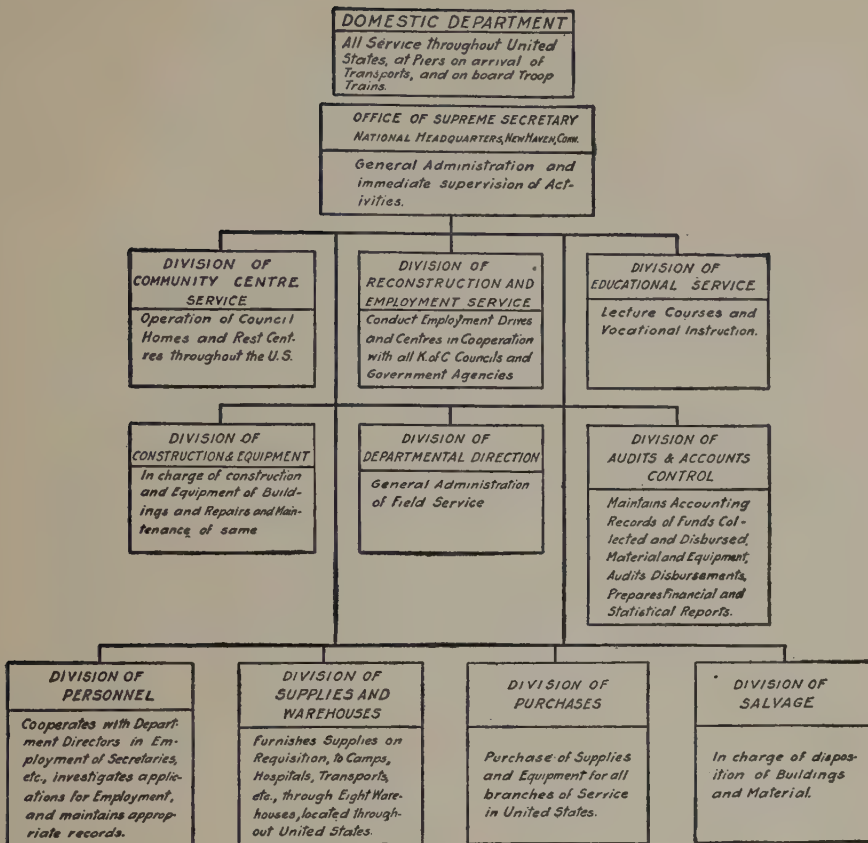 DOMESTIC DEPARTMENT
All Service throughout United
States, at Piers on arrival of
Transports, and on board Troop
Trains.
OFFICE OF SUPREME SECRETARY
NATIONAL HEADQUARTERS, NEW HAVEN, CONN.
General Administration and
immediate supervision of Act-
ivities.
DIVISION OF
COMMUNITY CENTRE
SERVICE
Operation of Council
Homes and Rest Cent-
res throughout the U.S.
DIVISION OF
RECONSTRUCTION AND
EMPLOYMENT SERVICE
Conduct Employment Drives
and Centres in Cooperation
with all K.of C Councils and
Government Agencies
DIVISION OF
EDUCATIONAL SERVICE
Lecture Courses and
Vocational Instruction.
DIVISION OF
CONSTRUCTION & EQUIPMENT
In charge of construction
and Equipment of Build-
ings and Repairs and Main-
tenance of same
DIVISION OF
DEPARTMENTAL DIRECTION
General Administration
of Field Service
DIVISION OF
AUDITS & ACCOUNTS
CONTROL
Maintains Accounting
Records of Funds Col-
lected and Disbursed,
Material and Equipment,
Audits Disbursements,
Prepares Financial and
Statistical Reports.
DIVISION OF
PERSONNEL
Cooperates with Depart-
ment Directors in Em-
ployment of Secretaries,
etc., investigates applic-
ations for Employment,
and maintains approp-
riate records.
DIVISION OF
SUPPLIES AND
WAREHOUSES
Furnishes Supplies on
Requisition, to Camps,
Hospitals, Transports,
etc., through Eight Ware-
houses, located through-
out United States.
DIVISION OF
PURCHASES
Purchase of Supplies
and Equipment for all
branches of Service
in United States.
DIVISION OF
SALVAGE
In charge of dispos-
ition of Buildings
and Material.